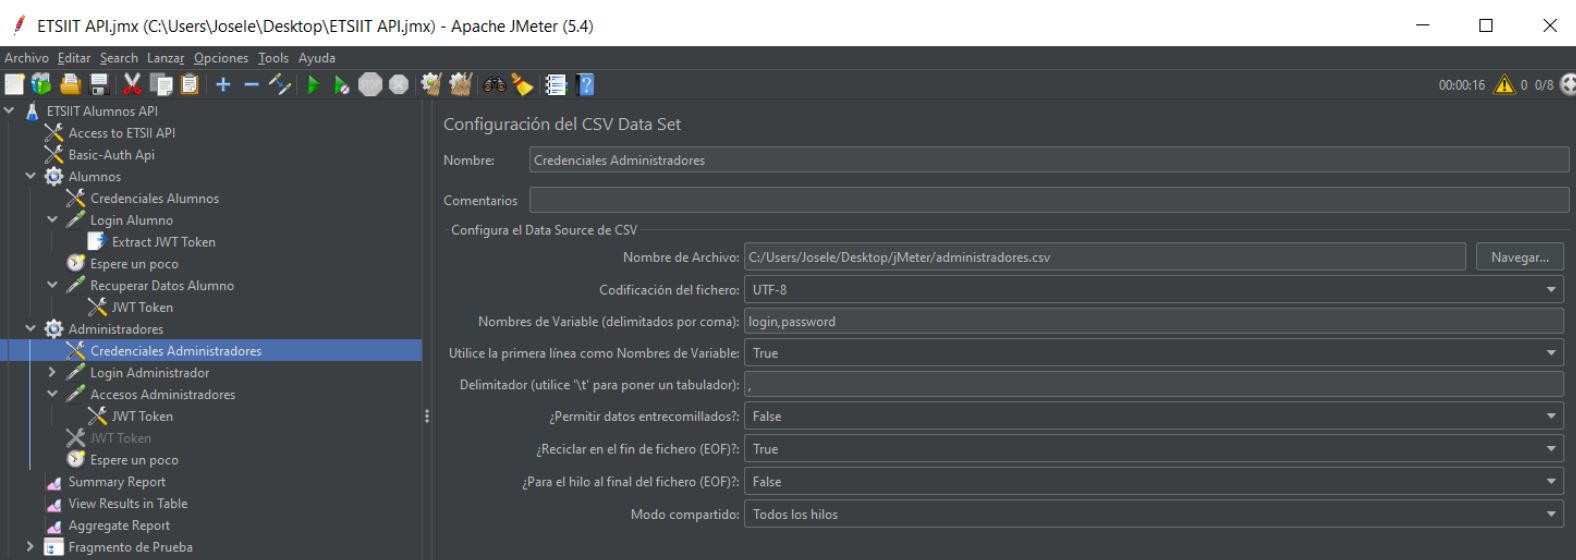 ETSIIT API.jmx (C:\Users\Josele\Desktop\ETSIIT API.jmx) - Apache JMeter (5.4)
Archivo Editar Search Lanzar Opciones Tools Ayuda
STOP
00:00:16 0 0/8
ETSIIT Alumnos API
Access to ETSII API
Basic-Auth Api
Alumnos
Credenciales Alumnos
Login Alumno
Extract JWT Token
Espere un poco
Recuperar Datos Alumno
JWT Token
Administradores
Credenciales Administradores
Login Administrador
Accesos Administradores
JWT Token
JWT Token
Espere un poco
Summary Report
View Results in Table
Aggregate Report
Fragmento de Prueba
Configuración del CSV Data Set
Nombre: Credenciales Administradores
Comentarios
Configura el Data Source de CSV
Nombre de Archivo: C:/Users/Josele/Desktop/jMeter/administradores.csv Navegar...
Codificación del fichero: UTF-8
Nombres de Variable (delimitados por coma): login,password
Utilice la primera línea como Nombres de Variable: True
Delimitador (utilice '\t' para poner un tabulador): ,
¿Permitir datos entrecomillados?: False
¿Reciclar en el fin de fichero (EOF)?: True
¿Para el hilo al final del fichero (EOF)?: False
Modo compartido: Todos los hilos